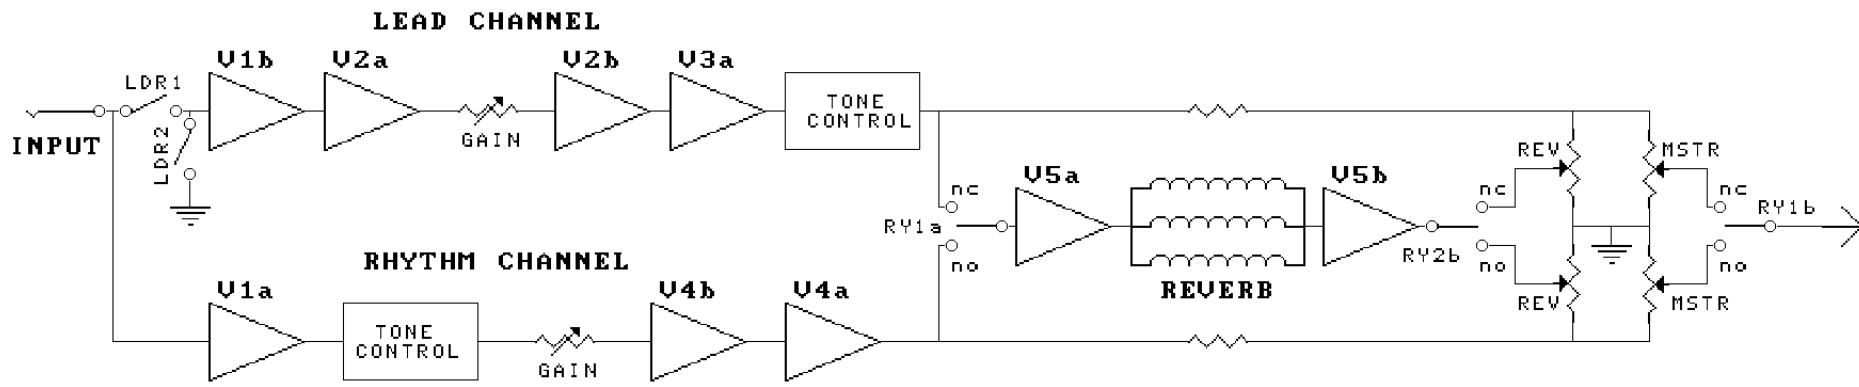 LEAD CHANNEL
V1b
V2a
V2b
V3a
LDR1
TONE
CONTROL
GAIN
INPUT
LDR2
REV
MSTR
V5a
V5b
nc
nc
nc
RY1a
RY1b
RY2b
no
no
no
RHYTHM CHANNEL
REVERB
V1a
V4b
V4a
REV
MSTR
TONE
CONTROL
GAIN